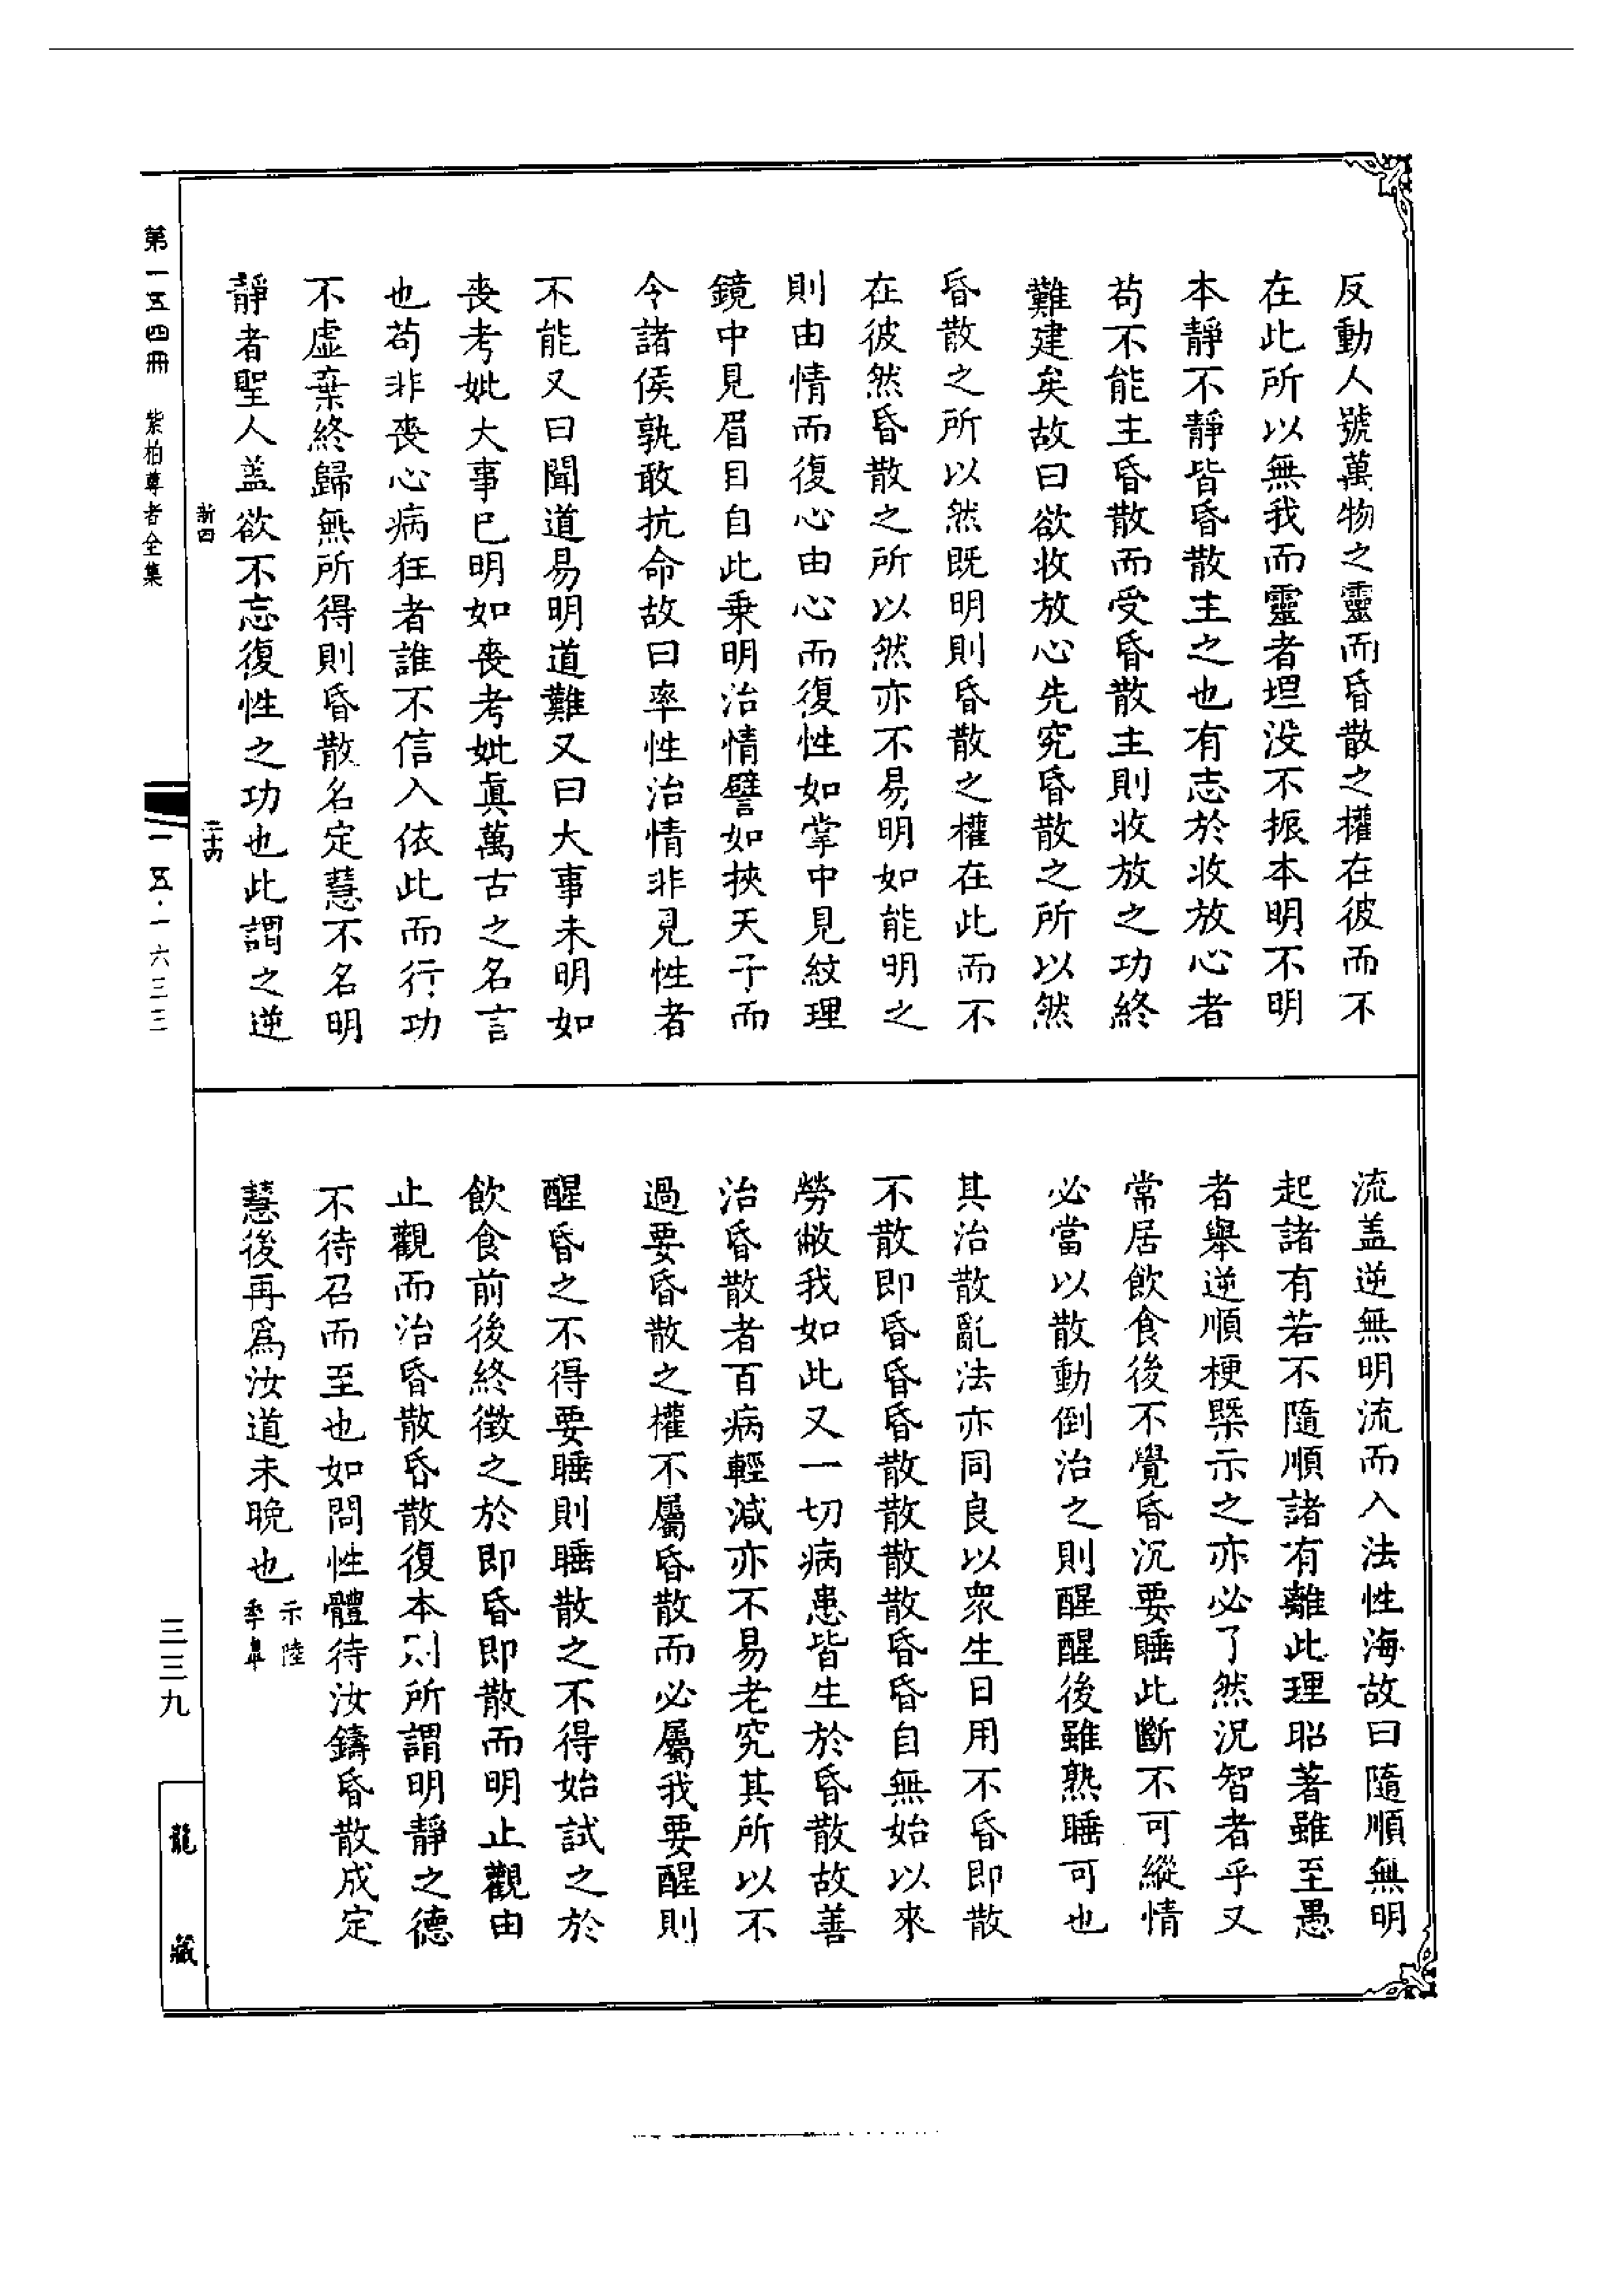 反動人號萬物之靈而昏散之權在彼而不
在此所以無我而靈者坦没不振本明不明
本靜不靜皆昏散主之也有志於收放心者
苟不能主昏散而受昏散主則收放之功終
難建矣故曰欲收放心先究昏散之所以然
昏散之所以然既明則昏散之權在此而不
在彼然昏散之所以然亦不易明如能明之
則由情而復心由心而復性如掌中見紋理
鏡中見眉目自此乗明治情譬如挾天子而
令諸侯孰敢抗命故曰率性治情非見性者
不能又曰聞道易明道難又曰大事未明如
喪考妣大事已明如喪考妣眞萬古之名言
也苟非喪心病狂者誰不信入依此而行功
不虛棄終歸無所得則昏散名定慧不名明
靜者聖人盖欲不忘復性之功也此謂之逆
流盖逆無明流而入法性海故曰隨順無明
起諸有若不隨順諸有離此理昭著雖至愚
者舉逆順梗槩示之亦必了然況智者乎又
常居飲食後不覺昏沉要睡此斷不可縱情
必當以散動倒治之則醒醒後雖熟睡可也
其治散亂法亦同良以衆生日用不昏即散
不散即昏昏昏散散散散昏昏自無始以來
勞敝我如此又一切病患皆生於昏散故善
治昏散者百病輕減亦不易老究其所以不
過要昏散之權不屬昏散而必屬我要醒則
醒昏之不得要睡則睡散之不得始試之於
飲食前後終徵之於即昏即散而明止觀由
止觀而治昏散昏散復本則所謂明靜之德
不待召而至也如問性體待汝鑄昏散成定
慧後再爲汝道未晚也 示陸
季臯
新四
二十四
第一五四冊 紫柏尊者全集
一五·一六三三
三三九
龍藏